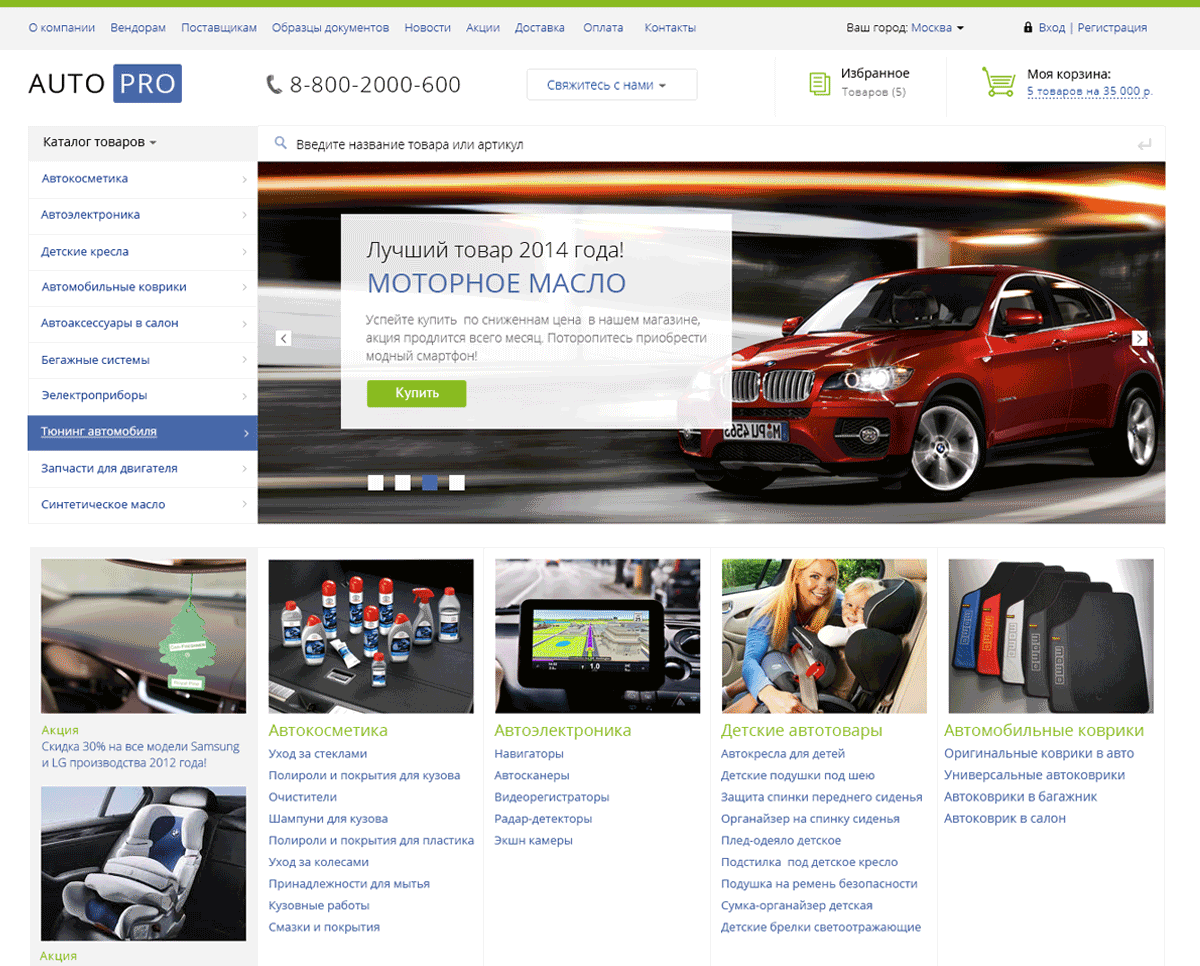 О компании Вендорам Поставщикам Образцы документов Новости Акции Доставка Оплата Контакты Ваш город: Москва Вход | Регистрация
AUTO PRO 8-800-2000-600 Свяжитесь с нами
Избранное
Товаров (5)
Моя корзина:
5 товаров на 35 000 р.
Каталог товаров
Введите название товара или артикул
Автокосметика
Автоэлектроника
Детские кресла
Автомобильные коврики
Автоаксессуары в салон
Бегажные системы
Эелектроприборы
Тюнинг автомобиля
Запчасти для двигателя
Синтетическое масло
Лучший товар 2014 года!
МОТОРНОЕ МАСЛО
Успейте купить по сниженнам цена в нашем магазине,
акция продлится всего месяц. Поторопитесь приобрести
модный смартфон!
Купить
Акция
Скидка 30% на все модели Samsung
и LG производства 2012 года!
Акция
Автокосметика
Уход за стеклами
Полироли и покрытия для кузова
Очистители
Шампуни для кузова
Полироли и покрытия для пластика
Уход за колесами
Принадлежности для мытья
Кузовные работы
Смазки и покрытия
Автоэлектроника
Навигаторы
Автосканеры
Видеорегистраторы
Радар-детекторы
Экшн камеры
Детские автотовары
Автокресла для детей
Детские подушки под шею
Защита спинки переднего сиденья
Органайзер на спинку сиденья
Плед-одеяло детское
Подстилка под детское кресло
Подушка на ремень безопасности
Сумка-органайзер детская
Детские брелки светоотражающие
Автомобильные коврики
Оригинальные коврики в авто
Универсальные автоковрики
Автоковрики в багажник
Автоковрик в салон